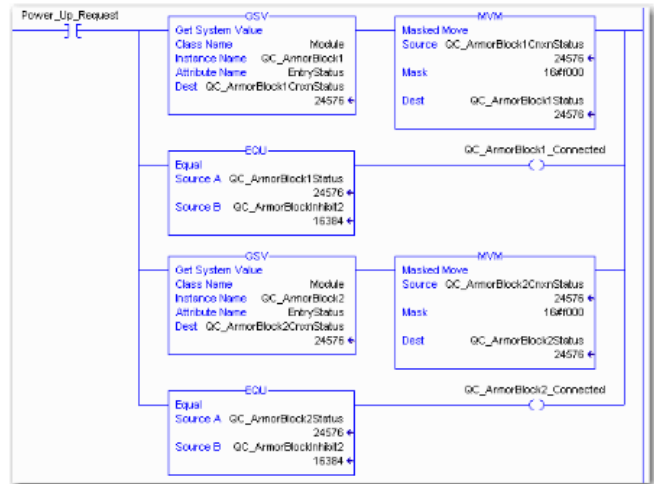 Power_Up_Request
GSV
Get System Value
Class Name Module
Instance Name QC_ArmorBlock1
Attribute Name EntryStatus
Dest QC_ArmorBlock1CnxnStatus
24576
MVM
Masked Move
Source QC_ArmorBlock1CnxnStatus
24576
Mask 16#f000
Dest QC_ArmorBlock1Status
24576
EQU
Equal
Source A QC_ArmorBlock1Status
24576
Source B QC_ArmorBlockInhibit2
16384
QC_ArmorBlock1_Connected
GSV
Get System Value
Class Name Module
Instance Name QC_ArmorBlock2
Attribute Name EntryStatus
Dest QC_ArmorBlock2CnxnStatus
24576
MVM
Masked Move
Source QC_ArmorBlock2CnxnStatus
24576
Mask 16#f000
Dest QC_ArmorBlock2Status
24576
EQU
Equal
Source A QC_ArmorBlock2Status
24576
Source B QC_ArmorBlockInhibit2
16384
QC_ArmorBlock2_Connected